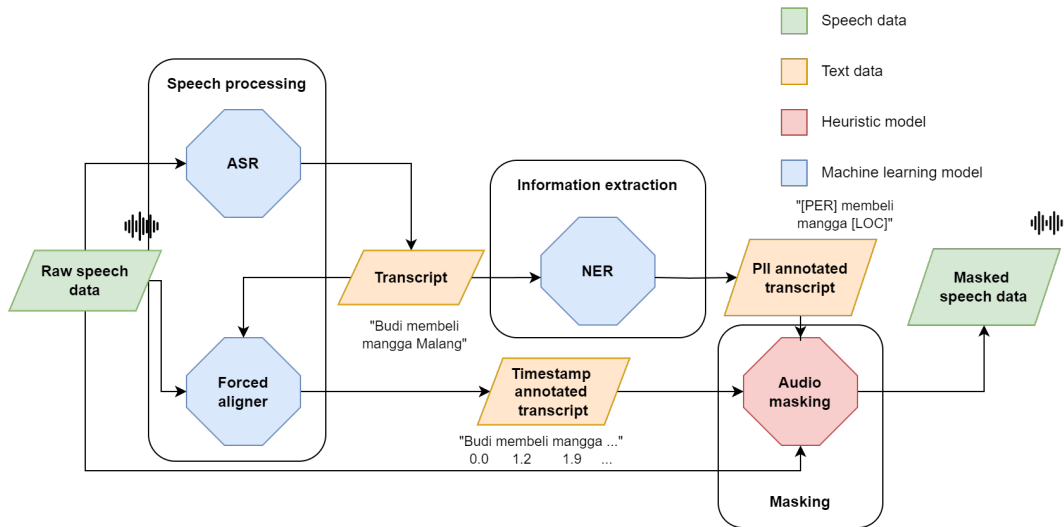 Speech data
Text data
Heuristic model
Machine learning model
Speech processing
ASR
Information extraction
"[PER] membeli
mangga [LOC]"
Raw speech
data
Transcript
NER
PII annotated
transcript
Masked
speech data
"Budi membeli
mangga Malang"
Forced
aligner
Timestamp
annotated
transcript
Audio
masking
"Budi membeli mangga ..."
0.0 1.2 1.9 ...
Masking